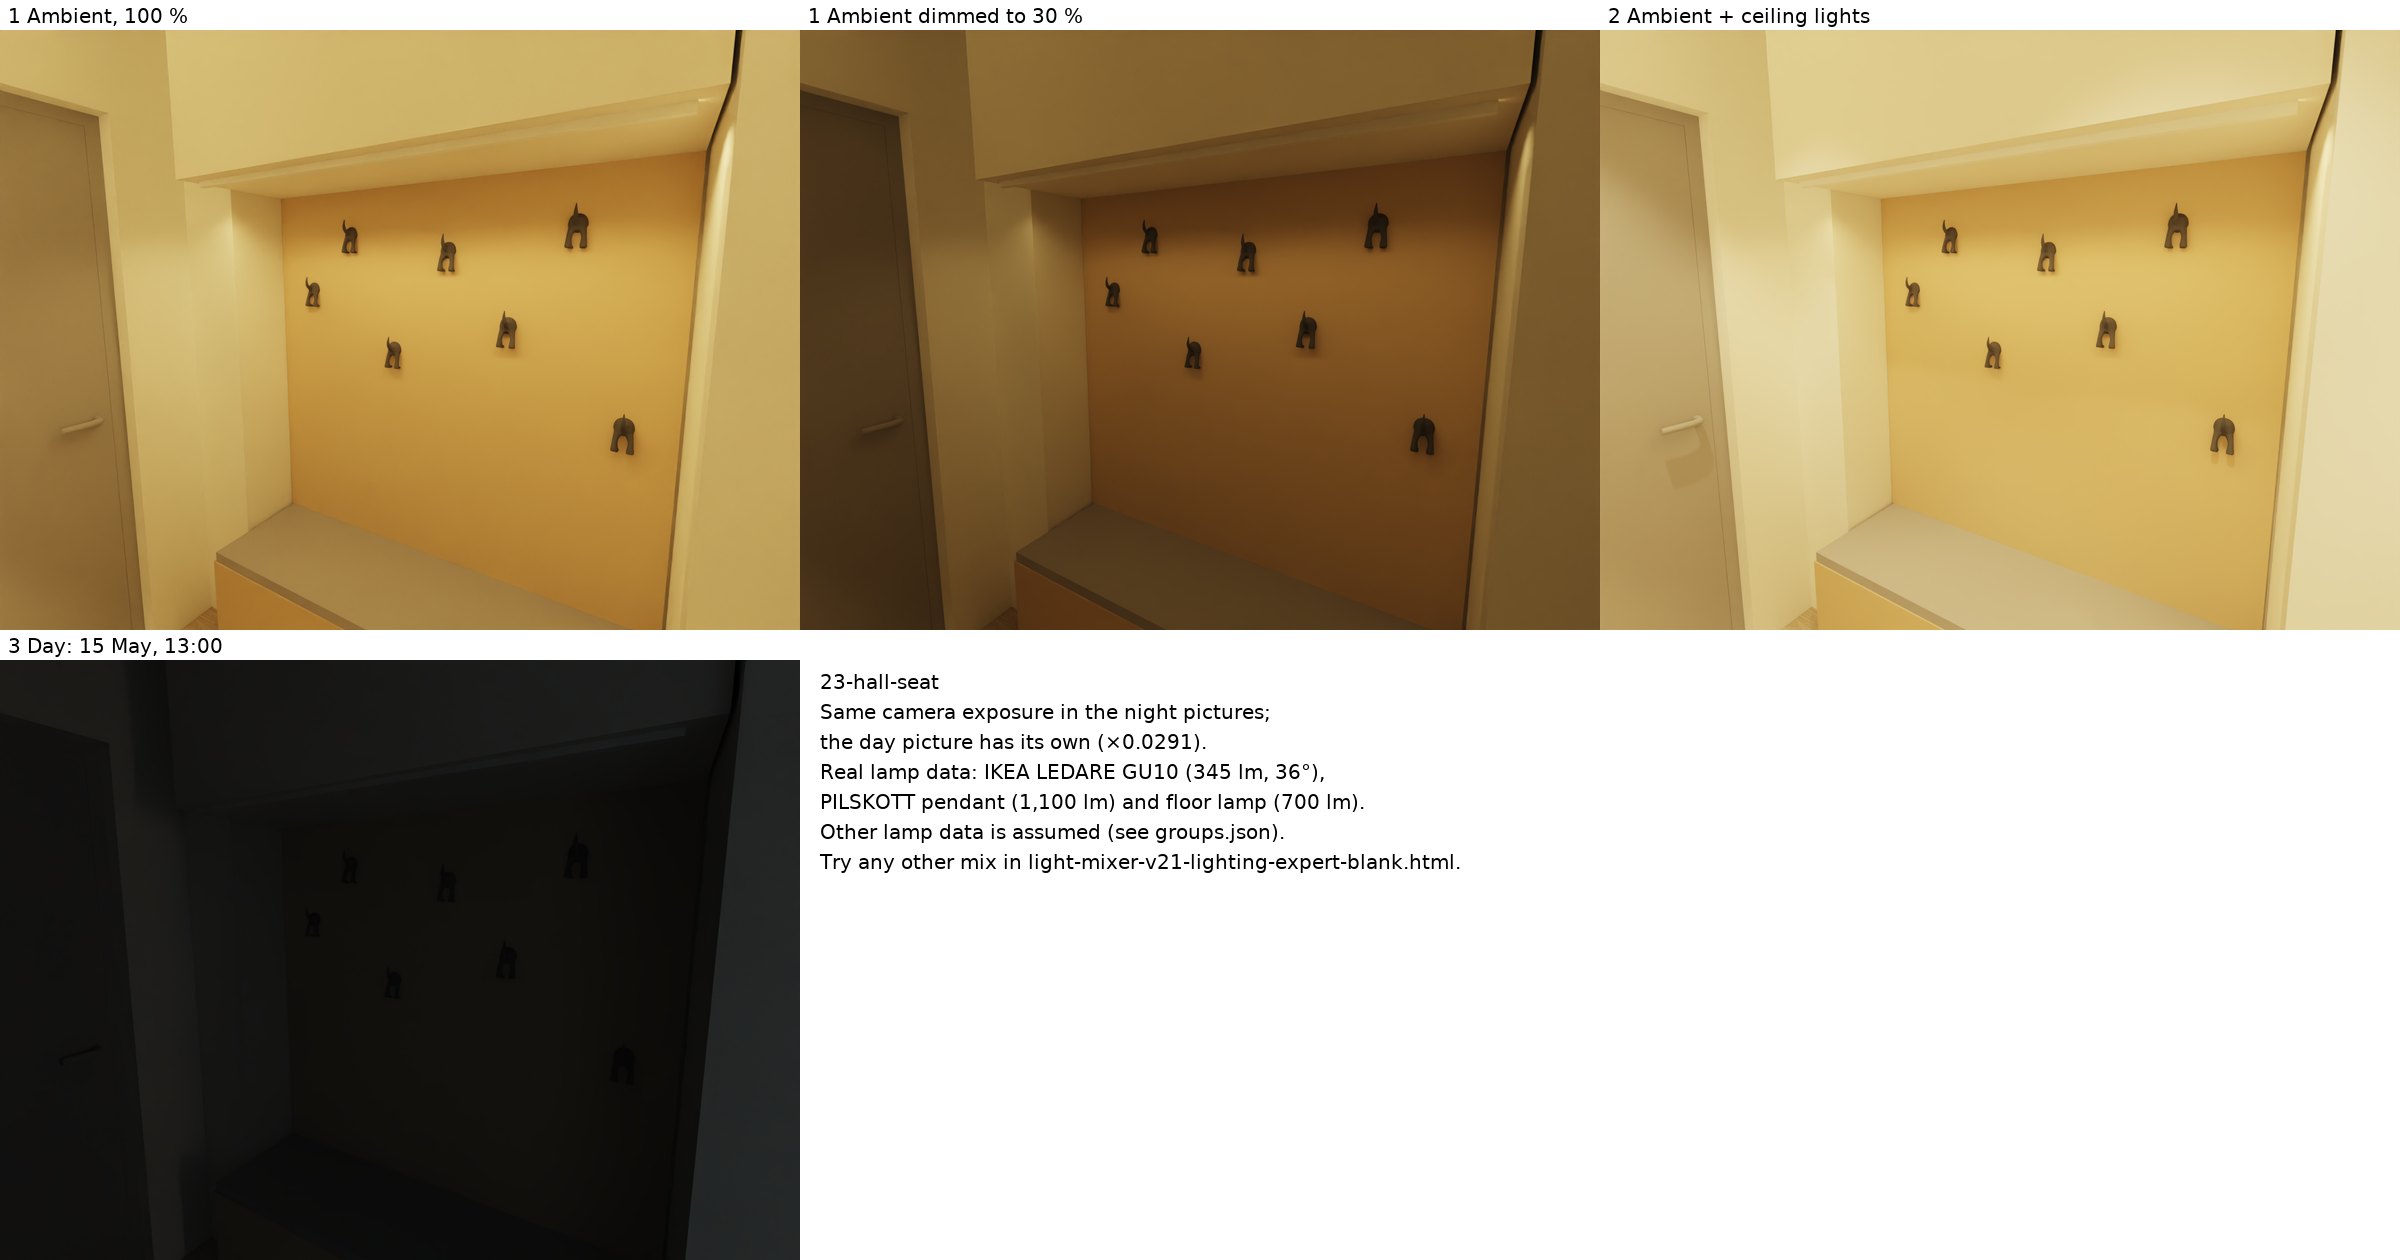 1 Ambient, 100 %
1 Ambient dimmed to 30 %
2 Ambient + ceiling lights
3 Day: 15 May, 13:00
23-hall-seat
Same camera exposure in the night pictures;
the day picture has its own (×0.0291).
Real lamp data: IKEA LEDARE GU10 (345 lm, 36°),
PILSKOTT pendant (1,100 lm) and floor lamp (700 lm).
Other lamp data is assumed (see groups.json).
Try any other mix in light-mixer-v21-lighting-expert-blank.html.